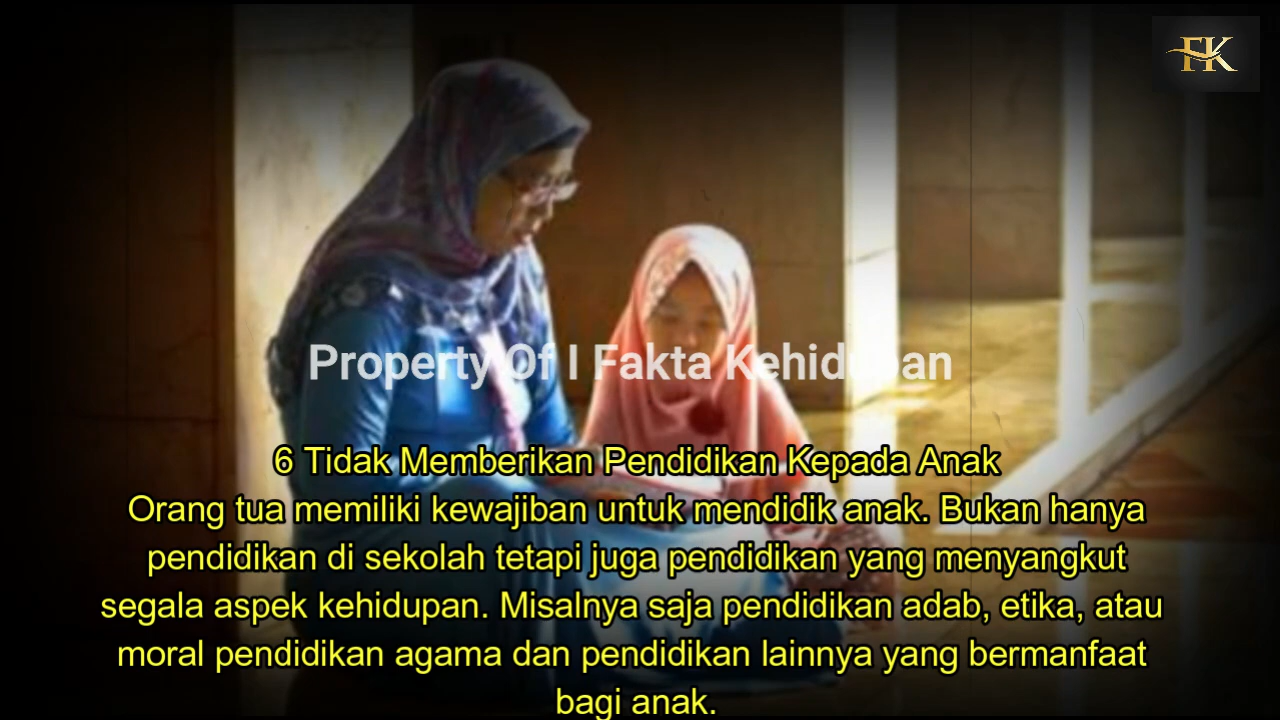 FK
Property Of I Fakta Kehidupan
6 Tidak Memberikan Pendidikan Kepada Anak
Orang tua memiliki kewajiban untuk mendidik anak. Bukan hanya
pendidikan di sekolah tetapi juga pendidikan yang menyangkut
segala aspek kehidupan. Misalnya saja pendidikan adab, etika, atau
moral pendidikan agama dan pendidikan lainnya yang bermanfaat
bagi anak.